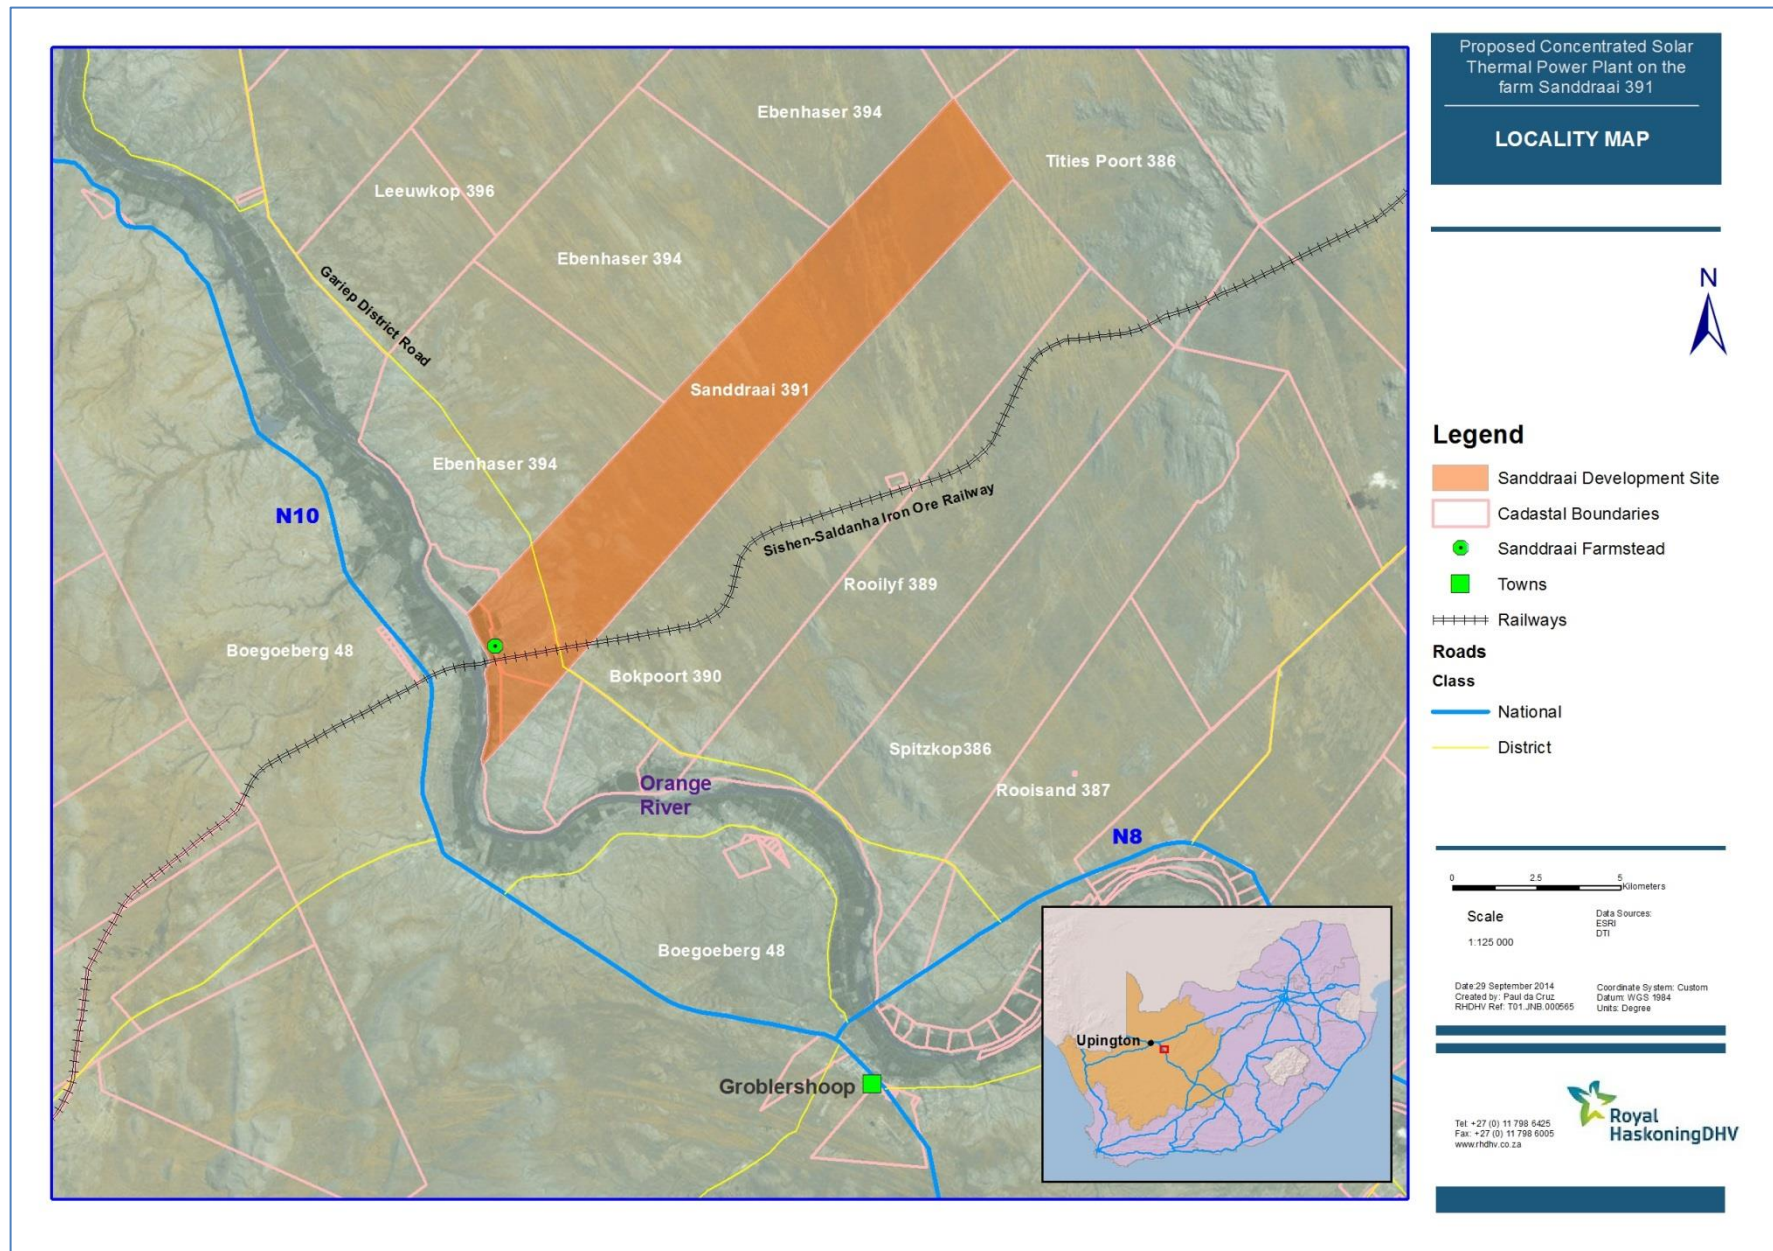 Proposed Concentrated Solar
Thermal Power Plant on the
farm Sanddraai 391
LOCALITY MAP
Ebenhaser 394
Tities Poort 386
Leeuwkop 396
Ebenhaser 394
Gariep District Road
Sanddraai 391
Ebenhaser 394
N10
Sishen-Saldanha Iron Ore Railway
Rooilyf 389
Boegoeberg 48
Bokpoort 390
Spitzkop386
Orange
River
Rooisand 387
N8
Boegoeberg 48
Groblershoop
Upington
N
Legend
Sanddraai Development Site
Cadastal Boundaries
Sanddraai Farmstead
Towns
Railways
Roads
Class
National
District
0 2.5 5
Kilometers
Scale
1:125 000
Data Sources:
ESRI
DTI
Date:29 September 2014
Created by: Paul da Cruz
RHDHV Ref: T01.JNB.000565
Coordinate System: Custom
Datum: WGS 1984
Units: Degree
Tel: +27 (0) 11 798 6425
Fax: +27 (0) 11 798 6005
www.rhdhv.co.za
Royal
HaskoningDHV